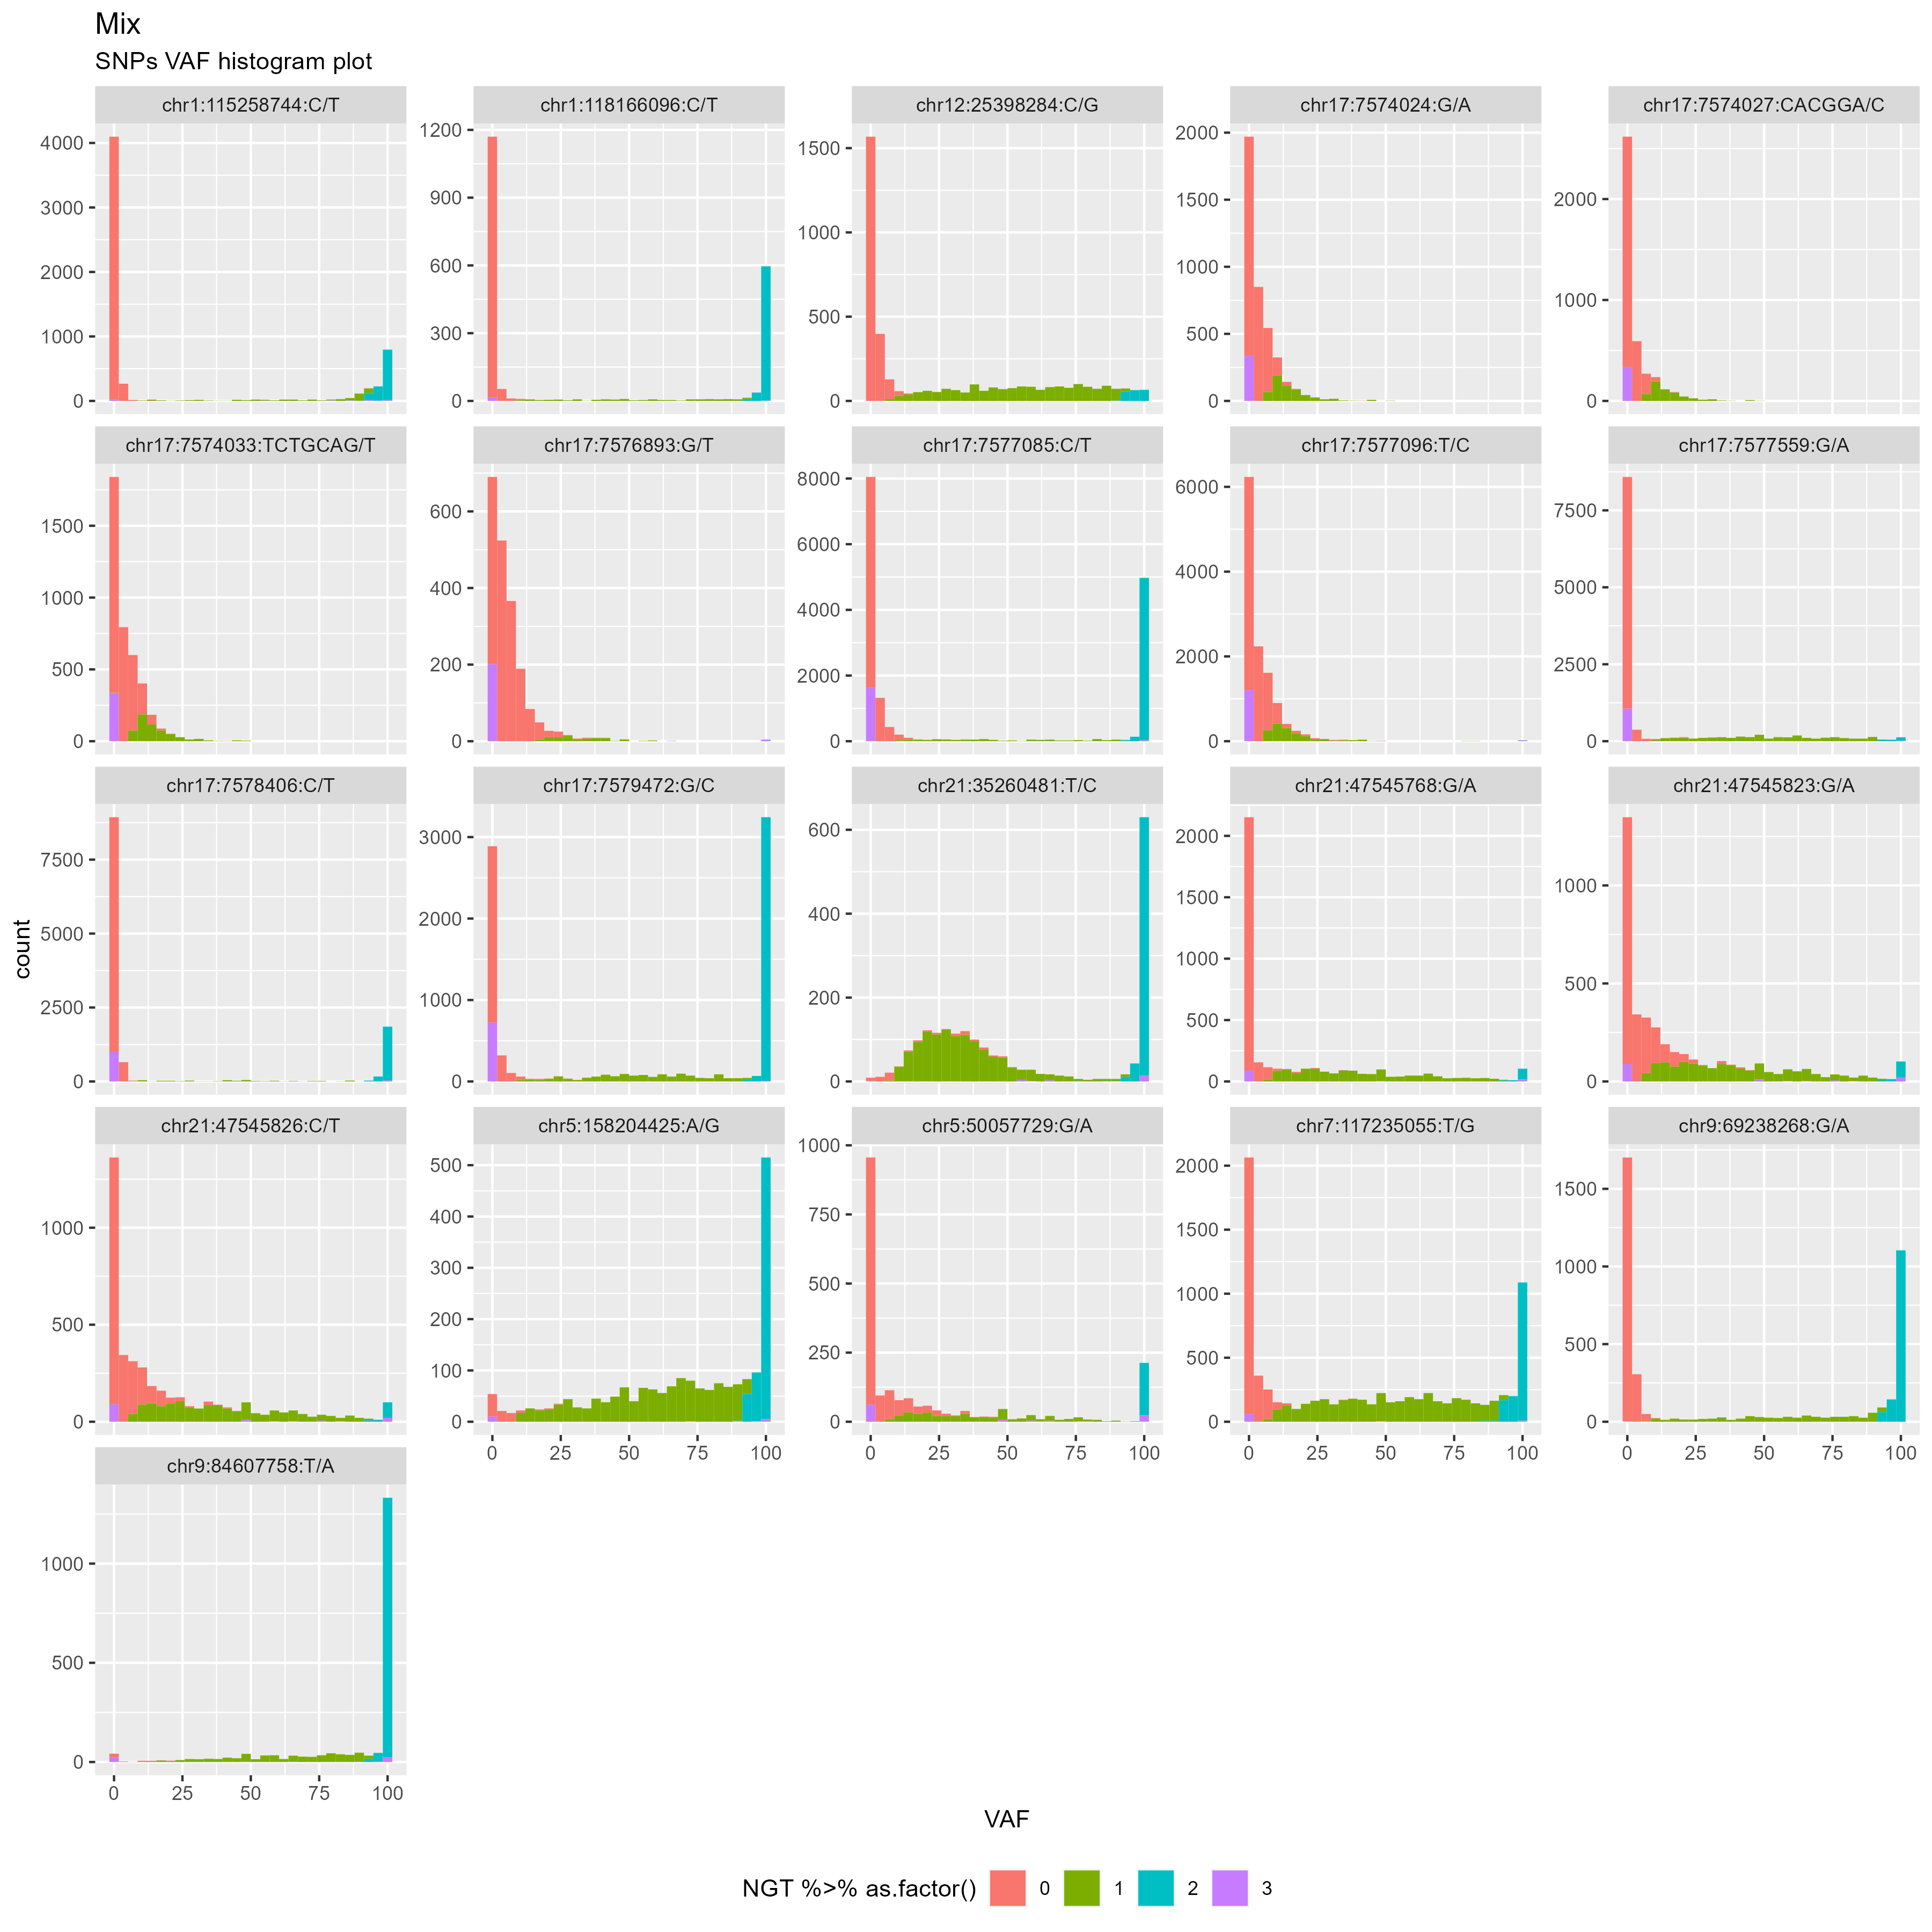 Mix
SNPs VAF histogram plot
chr1:115258744:C/T
chr1:118166096:C/T
chr12:25398284:C/G
chr17:7574024:G/A
chr17:7574027:CACGGA/C
4000
3000
2000
1000
0
1200
900
600
300
0
1500
1000
500
0
2000
1500
1000
500
0
2000
1000
0
chr17:7574033:TCTGCAG/T
chr17:7576893:G/T
chr17:7577085:C/T
chr17:7577096:T/C
chr17:7577559:G/A
1500
1000
500
0
600
400
200
0
8000
6000
4000
2000
0
6000
4000
2000
0
7500
5000
2500
0
chr17:7578406:C/T
chr17:7579472:G/C
chr21:35260481:T/C
chr21:47545768:G/A
chr21:47545823:G/A
7500
5000
2500
0
3000
2000
1000
0
600
400
200
0
2000
1500
1000
500
0
1000
500
0
count
chr21:47545826:C/T
chr5:158204425:A/G
chr5:50057729:G/A
chr7:117235055:T/G
chr9:69238268:G/A
1000
500
0
500
400
300
200
100
0
1000
750
500
250
0
2000
1500
1000
500
0
1500
1000
500
0
0 25 50 75 100
0 25 50 75 100
0 25 50 75 100
0 25 50 75 100
chr9:84607758:T/A
1000
500
0
0 25 50 75 100
VAF
NGT %>% as.factor() 0 1 2 3